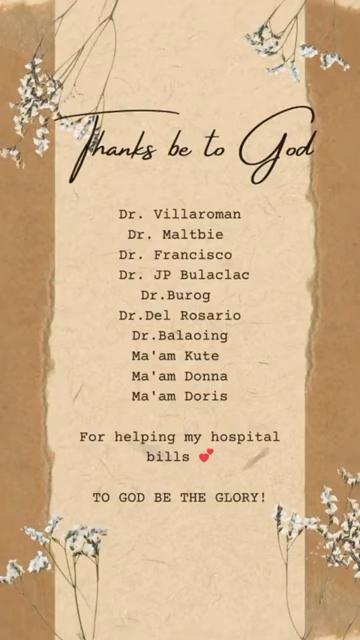 Thanks be to God
Dr. Villaroman
Dr. Maltbie
Dr. Francisco
Dr. JP Bulaclac
Dr.Burog
Dr.Del Rosario
Dr.Balaoing
Ma'am Kute
Ma'am Donna
Ma'am Doris
For helping my hospital
bills 💕
TO GOD BE THE GLORY!